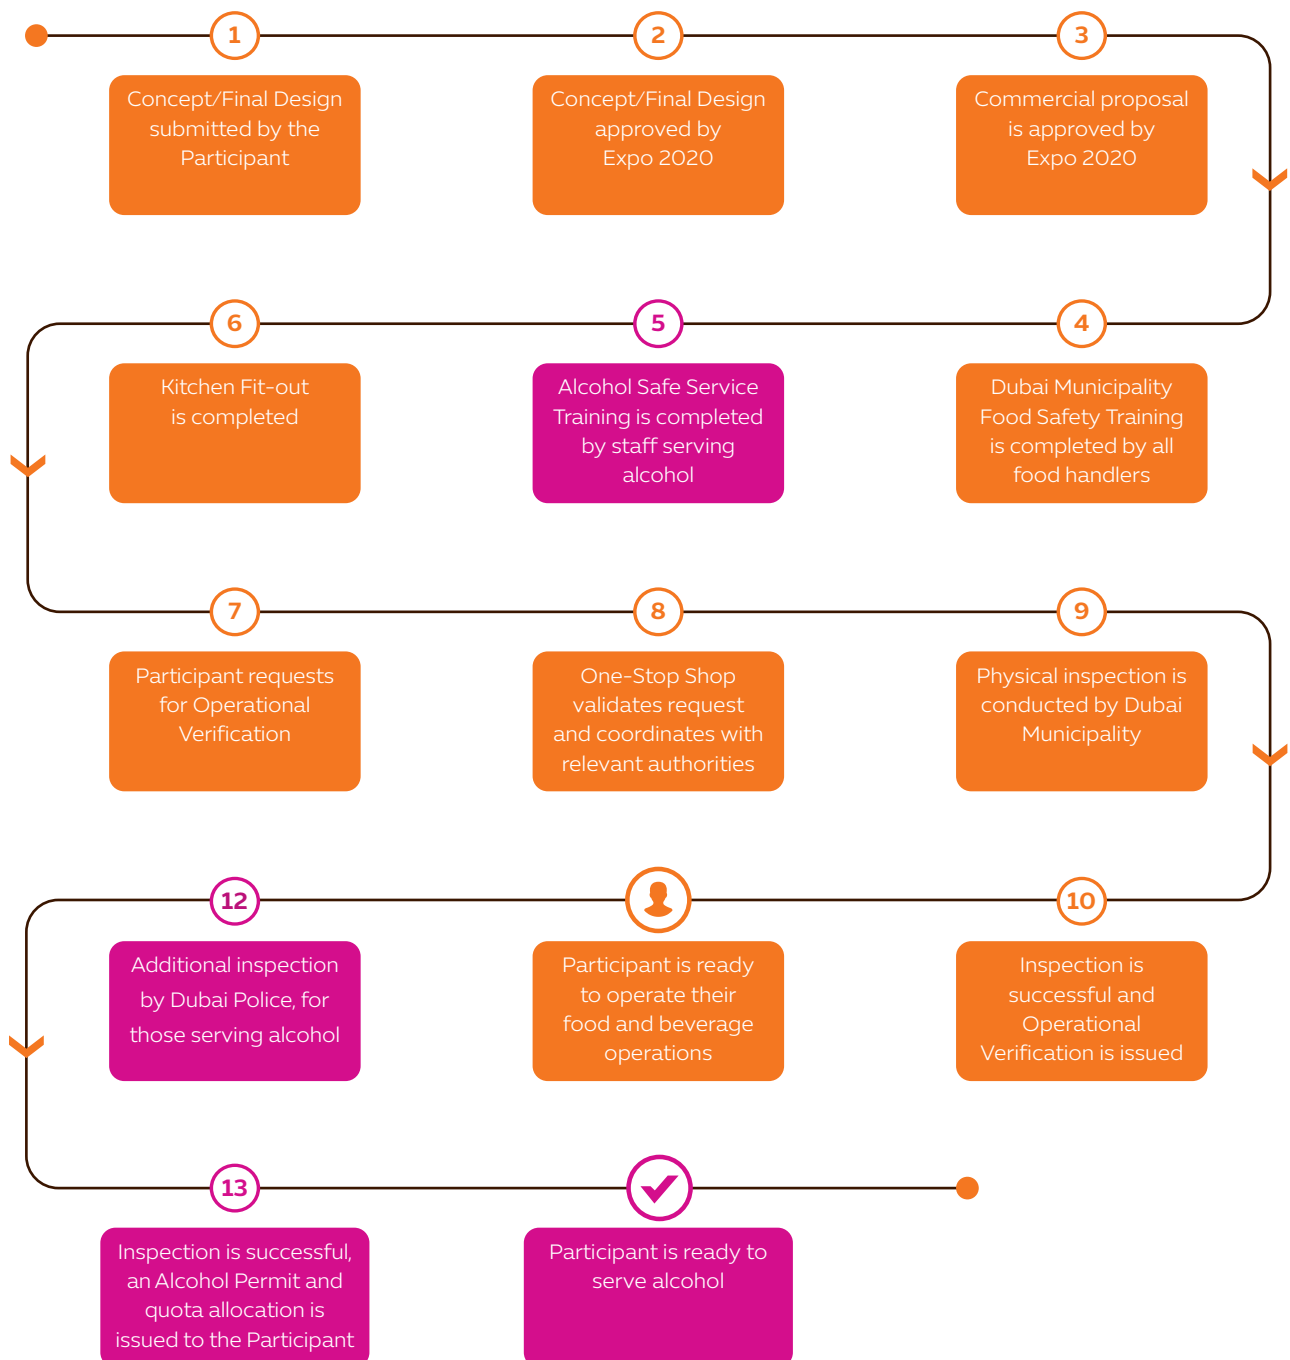 1
Concept/Final Design
submitted by the
Participant
2
Concept/Final Design
approved by
Expo 2020
3
Commercial proposal
is approved by
Expo 2020
4
Dubai Municipality
Food Safety Training
is completed by all
food handlers
5
Alcohol Safe Service
Training is completed
by staff serving
alcohol
6
Kitchen Fit-out
is completed
7
Participant requests
for Operational
Verification
8
One-Stop Shop
validates request
and coordinates with
relevant authorities
9
Physical inspection is
conducted by Dubai
Municipality
10
Inspection is
successful and
Operational
Verification is issued
Participant is ready
to operate their
food and beverage
operations
12
Additional inspection
by Dubai Police, for
those serving alcohol
13
Inspection is successful,
an Alcohol Permit and
quota allocation is
issued to the Participant
Participant is ready to
serve alcohol